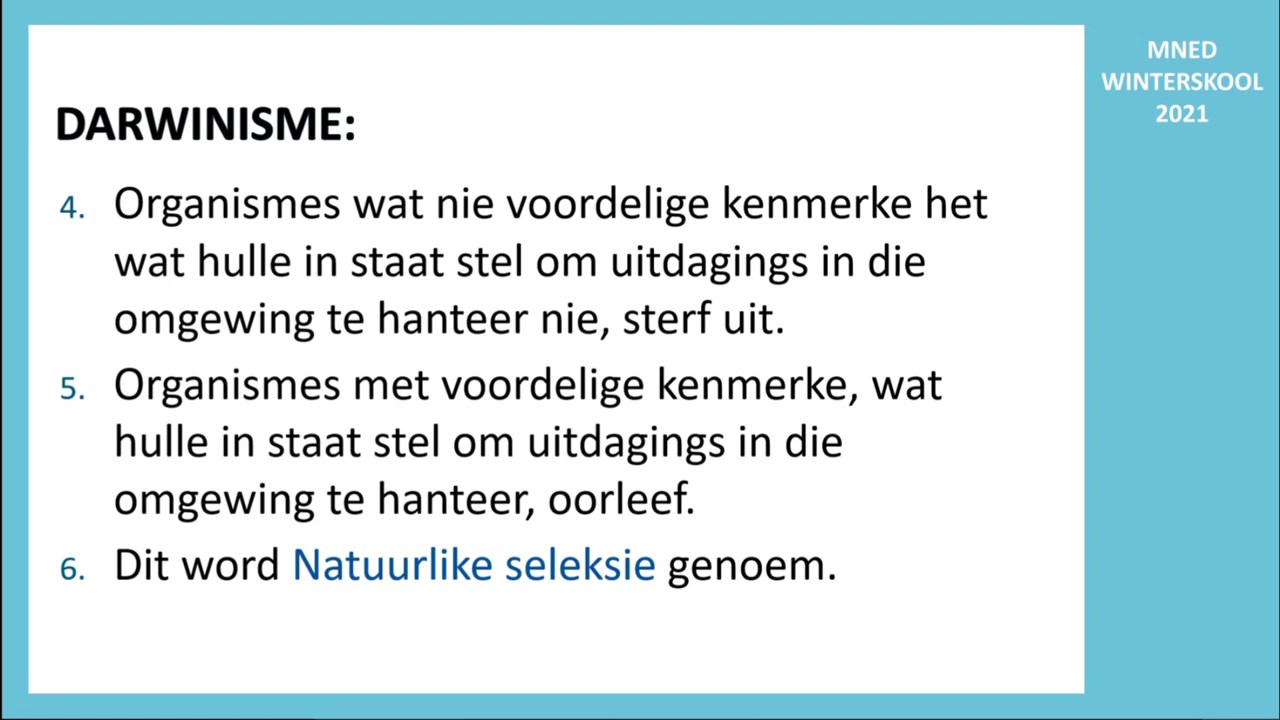 DARWINISME:
4. Organismes wat nie voordelige kenmerke het
wat hulle in staat stel om uitdagings in die
omgewing te hanteer nie, sterf uit.
5. Organismes met voordelige kenmerke, wat
hulle in staat stel om uitdagings in die
omgewing te hanteer, oorleef.
6. Dit word Natuurlike seleksie genoem.
MNED
WINTERSKOOL
2021